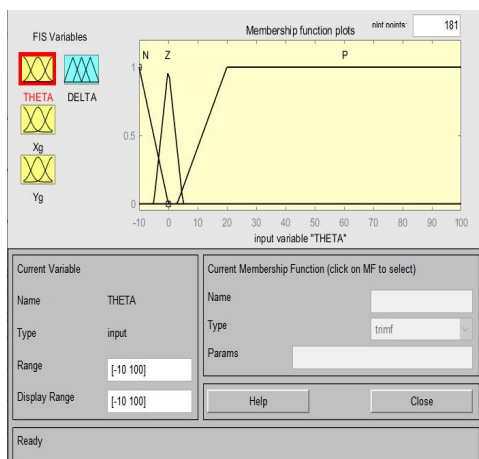 FIS Variables
THETA
DELTA
Xg
Yg
Membership function plots
plot points:
181
N
Z
P
1
0.5
0
-10 0 10 20 30 40 50 60 70 80 90 100
input variable "THETA"
Current Variable
Name THETA
Type input
Range [-10 100]
Display Range [-10 100]
Current Membership Function (click on MF to select)
Name
Type trimf
Params
Help
Close
Ready